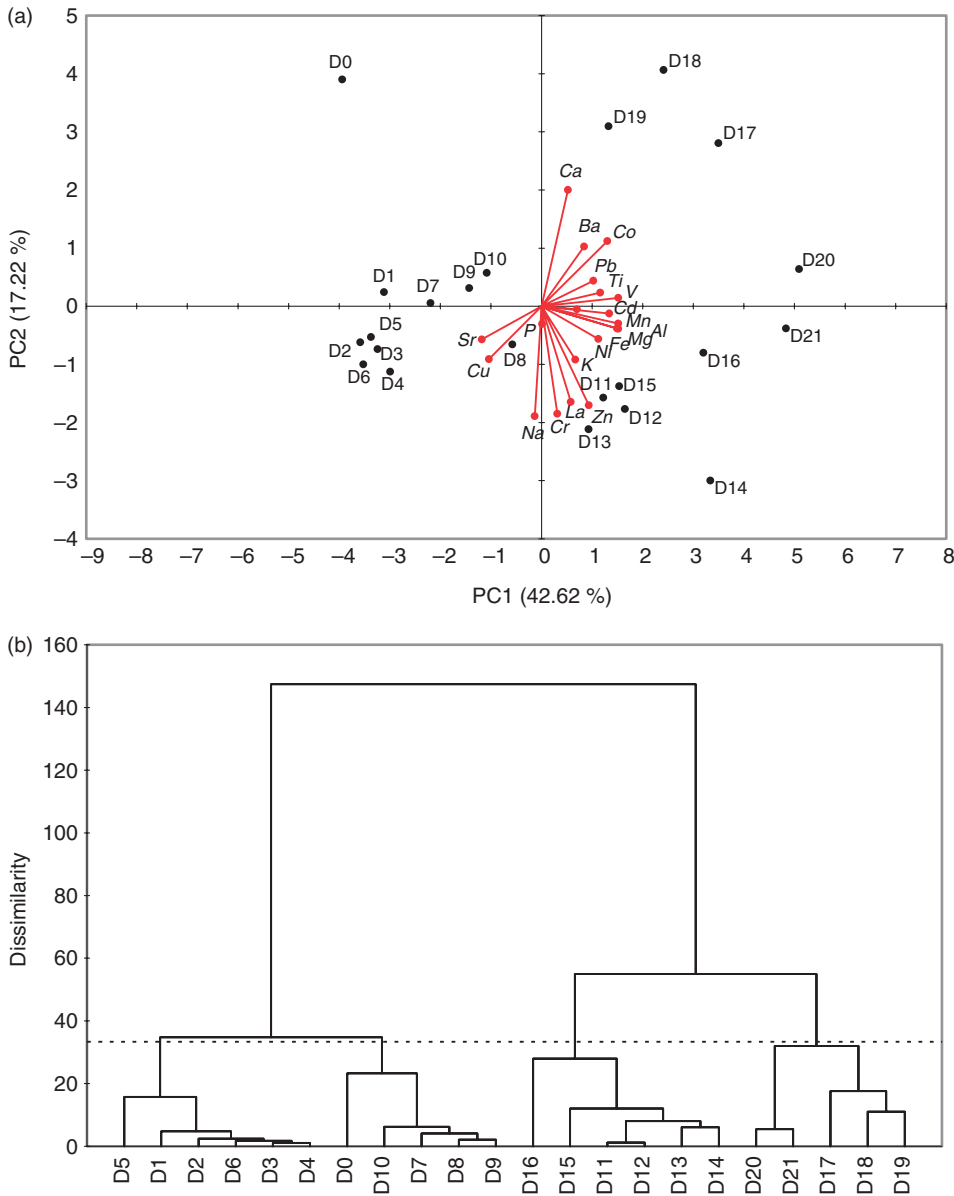 (a)
5
4
3
2
1
0
–1
–2
–3
–4
PC2 (17.22 %)
D0
D18
D19
D17
Ca
Ba
Co
D10
D9
Pb
D20
D1
D7
Ti
V
Cd
D5
P
Mn
D21
D2
D3
Sr
D8
Ni
Fe
Mg
Al
D6
D4
Cu
K
D16
D11
D15
La
Zn
D12
Na
Cr
D13
D14
–9 –8 –7 –6 –5 –4 –3 –2 –1 0 1 2 3 4 5 6 7 8
PC1 (42.62 %)
(b)
160
140
120
100
80
60
40
20
0
Dissimilarity
D5 D1 D2 D6 D3 D4 D0 D10 D7 D8 D9 D16 D15 D11 D12 D13 D14 D20 D21 D17 D18 D19